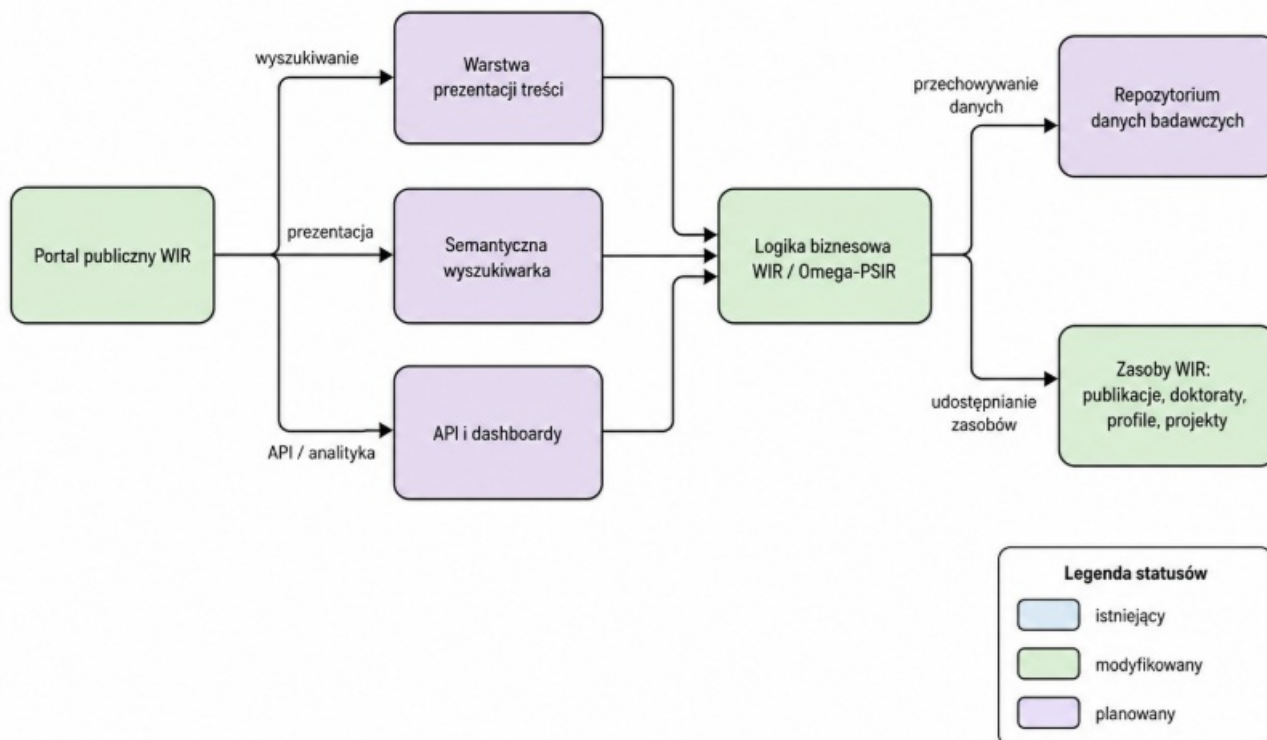 wyszukiwanie
Warstwa
prezentacji treści
przechowywanie
danych
Repozytorium
danych badawczych
Portal publiczny WIR
prezentacja
Semantyczna
wyszukiwarka
Logika biznesowa
WIR / Omega-PSIR
API / analityka
API i dashboardy
udostępnianie
zasobów
Zasoby WIR:
publikacje, doktoraty,
profile, projekty
Legenda statusów
istniejący
modyfikowany
planowany